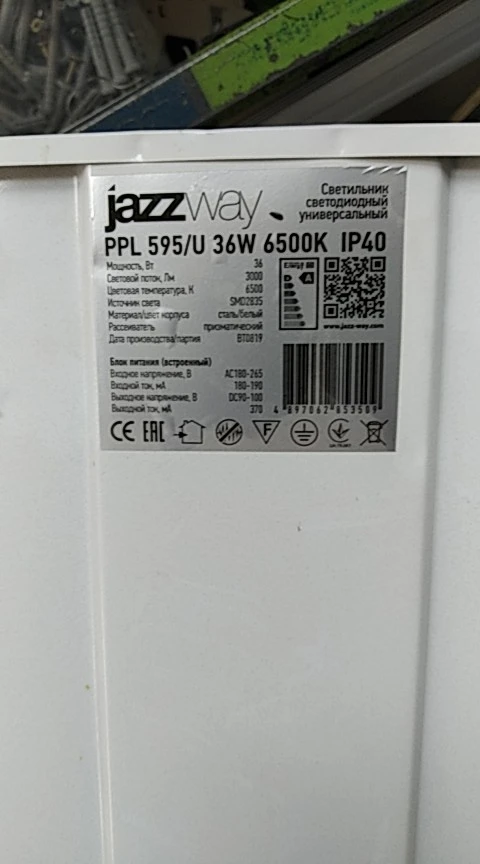 jazzway
Светильник
светодиодный
универсальный
PPL 595/U 36W 6500K IP40
Мощность, Вт 36
Световой поток, Лм 3000
Цветовая температура, К 6500
Источник света SMD2835
Материал/цвет корпуса сталь/белый
Рассеиватель призматический
Дата производства/партия BT0819
A
www.jazz-way.com
Блок питания (встроенный)
Входное напряжение, В AC180-265
Входной ток, мА 180-190
Выходное напряжение, В DC90-100
Выходной ток, мА 370
4 897062 853509
CE EAC
F